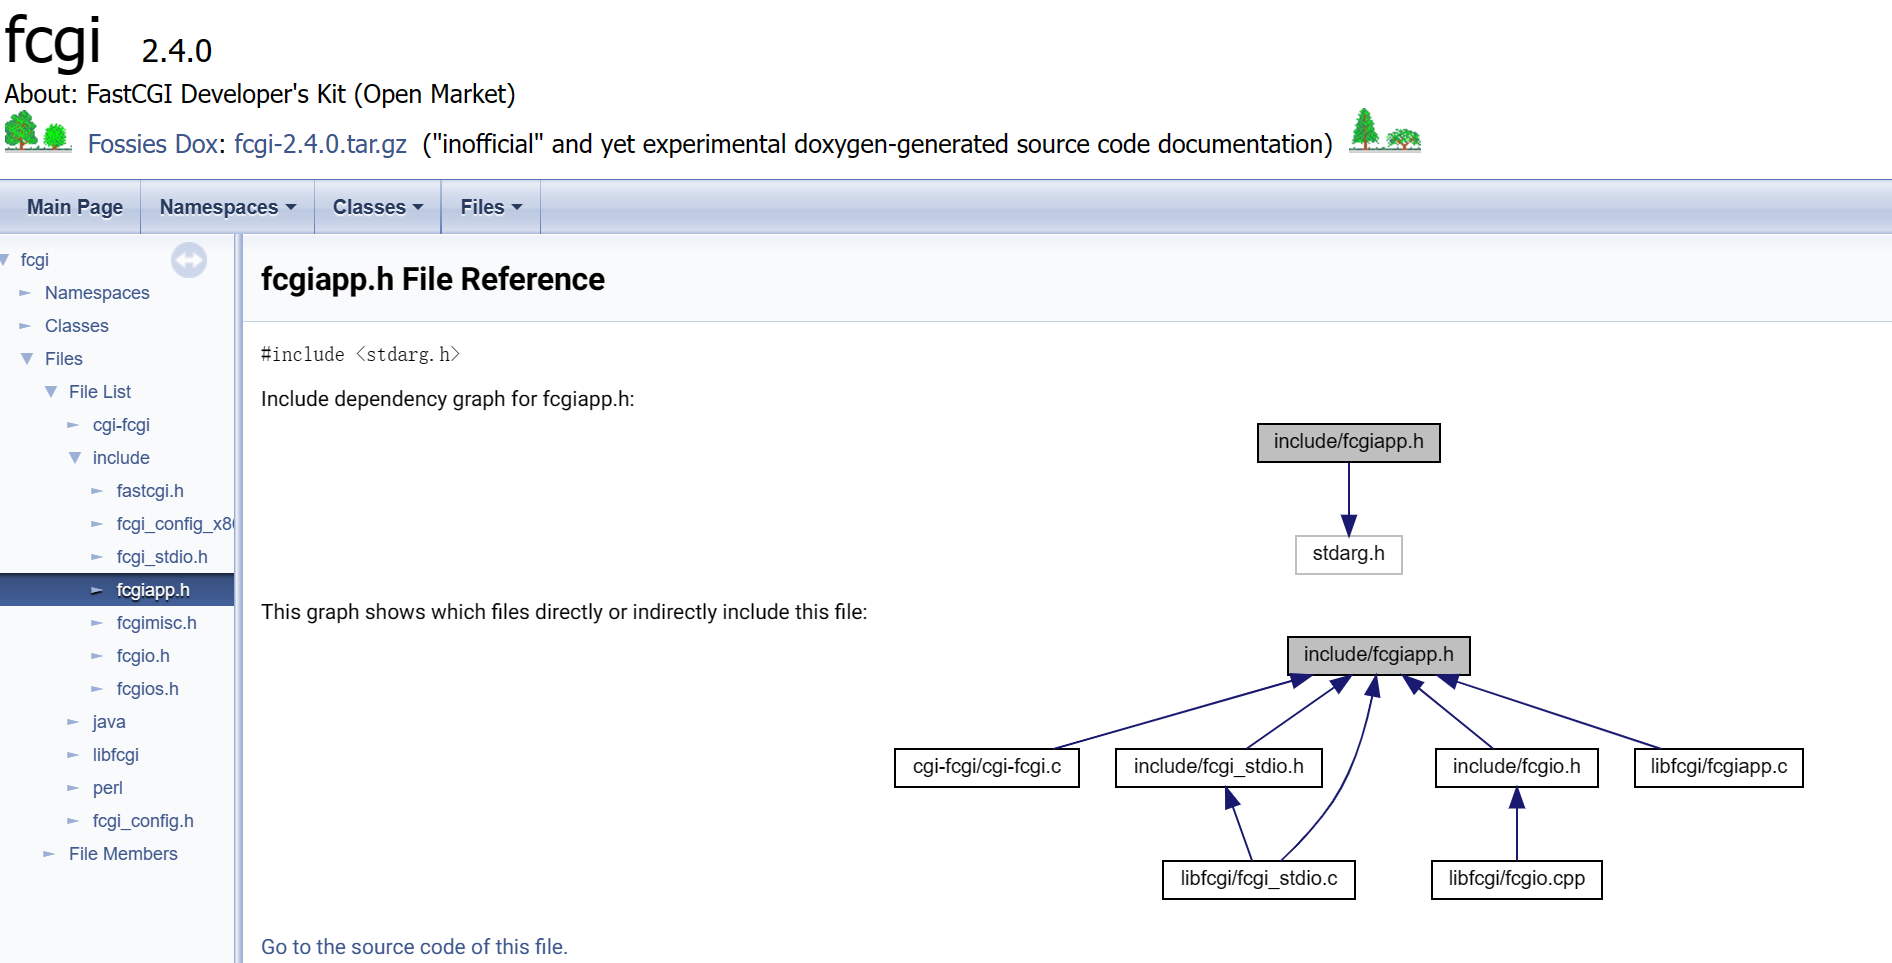 fcgi 2.4.0
About: FastCGI Developer's Kit (Open Market)
Fossies Dox: fcgi-2.4.0.tar.gz ("inofficial" and yet experimental doxygen-generated source code documentation)
Main Page Namespaces Classes Files
fcgi
Namespaces
Classes
Files
File List
cgi-fcgi
include
fastcgi.h
fcgi_config_x8
fcgi_stdio.h
fcgiapp.h
fcgimisc.h
fcgio.h
fcgios.h
java
libfcgi
perl
fcgi_config.h
File Members
fcgiapp.h File Reference
#include <stdarg.h>
Include dependency graph for fcgiapp.h:
include/fcgiapp.h
stdarg.h
This graph shows which files directly or indirectly include this file:
include/fcgiapp.h
cgi-fcgi/cgi-fcgi.c include/fcgi_stdio.h include/fcgio.h libfcgi/fcgiapp.c
libfcgi/fcgi_stdio.c libfcgi/fcgio.cpp
Go to the source code of this file.